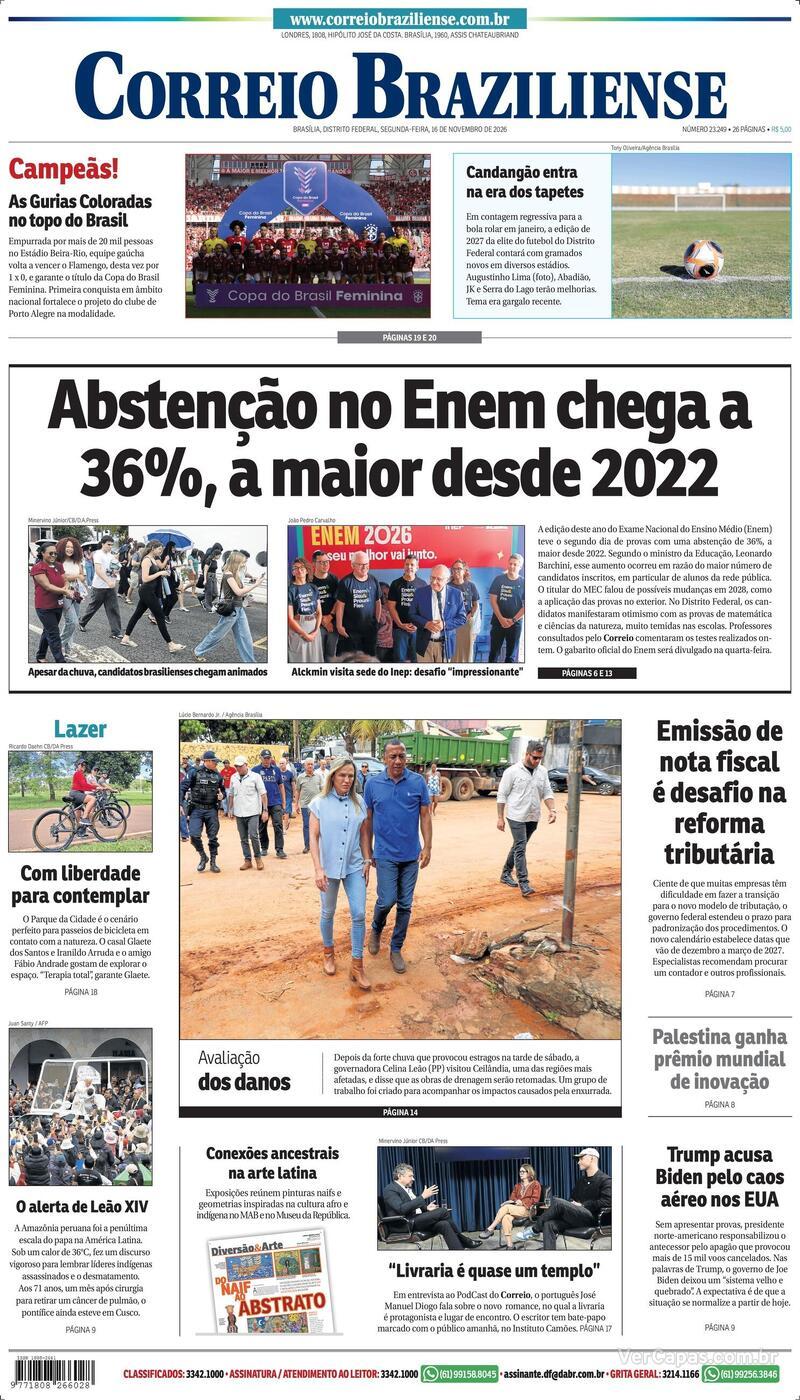 www.correiobraziliense.com.br
LONDRES, 1808, HIPÓLITO JOSÉ DA COSTA. BRASÍLIA, 1960, ASSIS CHATEAUBRIAND
CORREIO BRAZILIENSE
BRASÍLIA, DISTRITO FEDERAL, SEGUNDA-FEIRA, 16 DE NOVEMBRO DE 2026
NÚMERO 23.249 • 26 PÁGINAS • R$ 5,00
Campeãs!
As Gurias Coloradas
no topo do Brasil
Empurrada por mais de 20 mil pessoas
no Estádio Beira-Rio, equipe gaúcha
volta a vencer o Flamengo, desta vez por
1 x 0, e garante o título da Copa do Brasil
Feminina. Primeira conquista em âmbito
nacional fortalece o projeto do clube de
Porto Alegre na modalidade.
Copa do Brasil
Feminina
Copa do Brasil Feminina
Tony Oliveira/Agência Brasília
Candangão entra
na era dos tapetes
Em contagem regressiva para a
bola rolar em janeiro, a edição de
2027 da elite do futebol do Distrito
Federal contará com gramados
novos em diversos estádios.
Augustinho Lima (foto), Abadião,
JK e Serra do Lago terão melhorias.
Tema era gargalo recente.
PÁGINAS 19 E 20
Abstenção no Enem chega a
36%, a maior desde 2022
Minervino Júnior/CB/D.A.Press
Apesar da chuva, candidatos brasilienses chegam animados
João Pedro Carvalho
ENEM 2026
seu melhor vai junto.
Alckmin visita sede do Inep: desafio "impressionante"
A edição deste ano do Exame Nacional do Ensino Médio (Enem)
teve o segundo dia de provas com uma abstenção de 36%, a
maior desde 2022. Segundo o ministro da Educação, Leonardo
Barchini, esse aumento ocorreu em razão do maior número de
candidatos inscritos, em particular de alunos da rede pública.
O titular do MEC falou de possíveis mudanças em 2028, como
a aplicação das provas no exterior. No Distrito Federal, os can-
didatos manifestaram otimismo com as provas de matemática
e ciências da natureza, muito temidas nas escolas. Professores
consultados pelo Correio comentaram os testes realizados on-
tem. O gabarito oficial do Enem será divulgado na quarta-feira.
PÁGINAS 6 E 13
Lazer
Ricardo Daehn CB/DA Press
Com liberdade
para contemplar
O Parque da Cidade é o cenário
perfeito para passeios de bicicleta em
contato com a natureza. O casal Glaete
dos Santos e Iranildo Arruda e o amigo
Fábio Andrade gostam de explorar o
espaço. "Terapia total", garante Glaete.
PÁGINA 18
Lúcio Bernardo Jr. / Agência Brasília
Avaliação
dos danos
Depois da forte chuva que provocou estragos na tarde de sábado, a
governadora Celina Leão (PP) visitou Ceilândia, uma das regiões mais
afetadas, e disse que as obras de drenagem serão retomadas. Um grupo de
trabalho foi criado para acompanhar os impactos causados pela enxurrada.
PÁGINA 14
Emissão de
nota fiscal
é desafio na
reforma
tributária
Ciente de que muitas empresas têm
dificuldade em fazer a transição
para o novo modelo de tributação, o
governo federal estendeu o prazo para
padronização dos procedimentos. O
novo calendário estabelece datas que
vão de dezembro a março de 2027.
Especialistas recomendam procurar
um contador e outros profissionais.
PÁGINA 7
Palestina ganha
prêmio mundial
de inovação
PÁGINA 8
Juan Santy / AFP
O alerta de Leão XIV
A Amazônia peruana foi a penúltima
escala do papa na América Latina.
Sob um calor de 36°C, fez um discurso
vigoroso para lembrar líderes indígenas
assassinados e o desmatamento.
Aos 71 anos, um mês após cirurgia
para retirar um câncer de pulmão, o
pontífice ainda esteve em Cusco.
PÁGINA 9
Conexões ancestrais
na arte latina
Exposições reúnem pinturas naifs e
geometrias inspiradas na cultura afro e
indígena no MAB e no Museu da República.
Diversão&Arte
DO
NAIF
AO
ABSTRATO
Minervino Júnior CB/DA Press
"Livraria é quase um templo"
Em entrevista ao PodCast do Correio, o português José
Manuel Diogo fala sobre o novo romance, no qual a livraria
é protagonista e lugar de encontro. O escritor tem bate-papo
marcado com o público amanhã, no Instituto Camões. PÁGINA 17
Trump acusa
Biden pelo caos
aéreo nos EUA
Sem apresentar provas, presidente
norte-americano responsabilizou o
antecessor pelo apagão que provocou
mais de 15 mil voos cancelados. Nas
palavras de Trump, o governo de Joe
Biden deixou um "sistema velho e
quebrado". A expectativa é de que a
situação se normalize a partir de hoje.
PÁGINA 9
VerCapas.com.br
ISSN 1808-2661
9 771808 266028
CLASSIFICADOS: 3342.1000 • ASSINATURA / ATENDIMENTO AO LEITOR: 3342.1000 (61) 99158.8045 • assinante.df@dabr.com.br • GRITA GERAL: 3214.1166 (61) 99256.3846